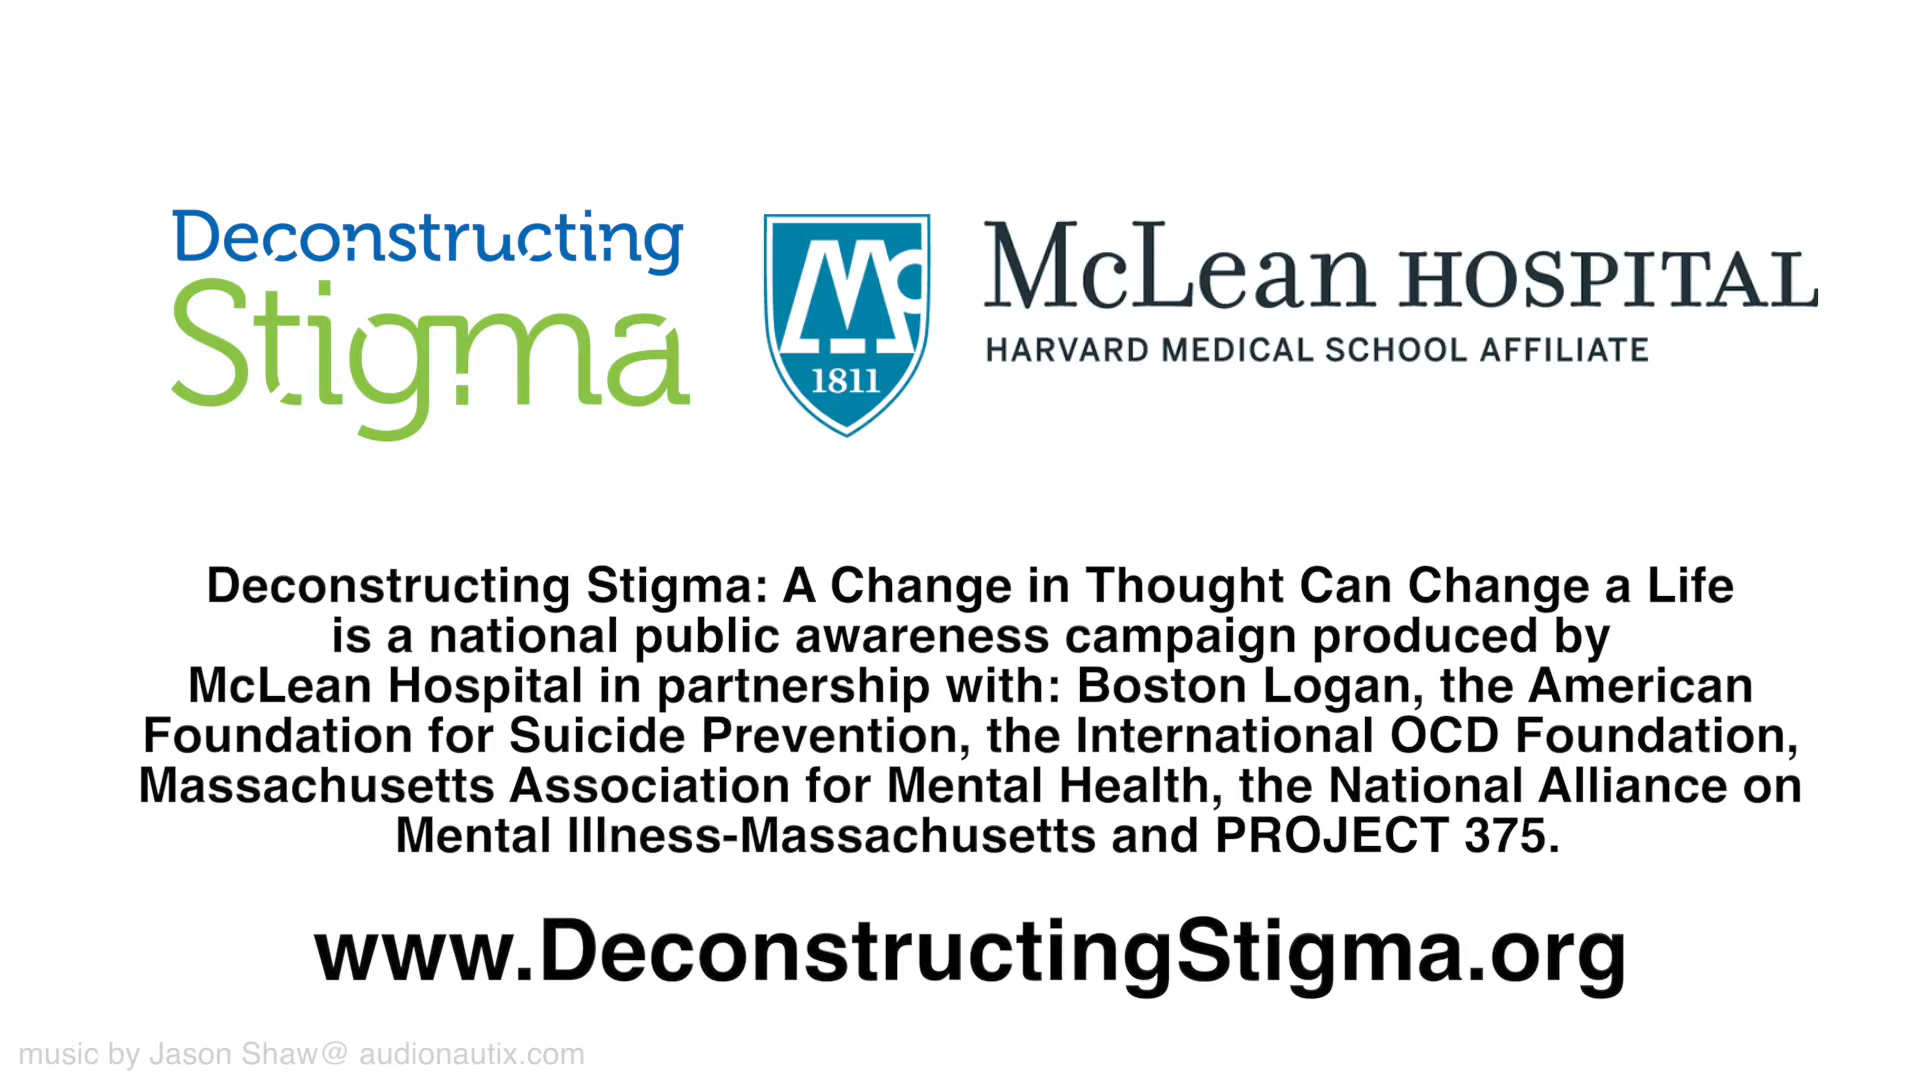 Deconstructing
Stigma
Mc
1811
McLean HOSPITAL
HARVARD MEDICAL SCHOOL AFFILIATE
Deconstructing Stigma: A Change in Thought Can Change a Life
is a national public awareness campaign produced by
McLean Hospital in partnership with: Boston Logan, the American
Foundation for Suicide Prevention, the International OCD Foundation,
Massachusetts Association for Mental Health, the National Alliance on
Mental Illness-Massachusetts and PROJECT 375.
www.DeconstructingStigma.org
music by Jason Shaw@ audionautix.com